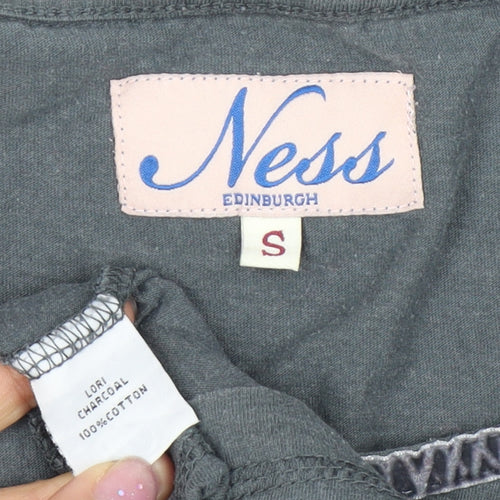 Ness
EDINBURGH
S
LORI
CHARCOAL
100% COTTON